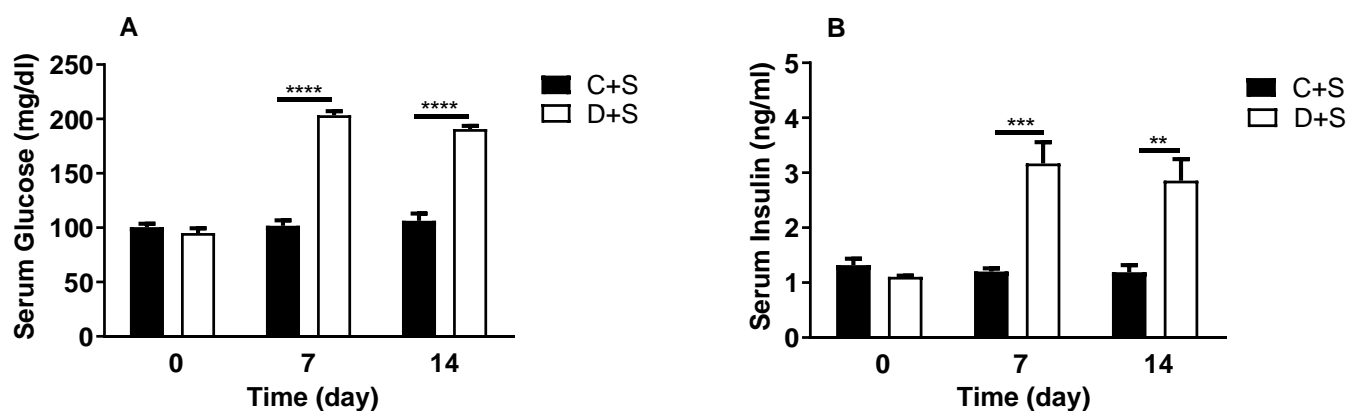 A
Serum Glucose (mg/dl)
250
200
150
100
50
0
****
****
C+S
D+S
0 7 14
Time (day)
B
Serum Insulin (ng/ml)
5
4
3
2
1
0
***
**
C+S
D+S
0 7 14
Time (day)